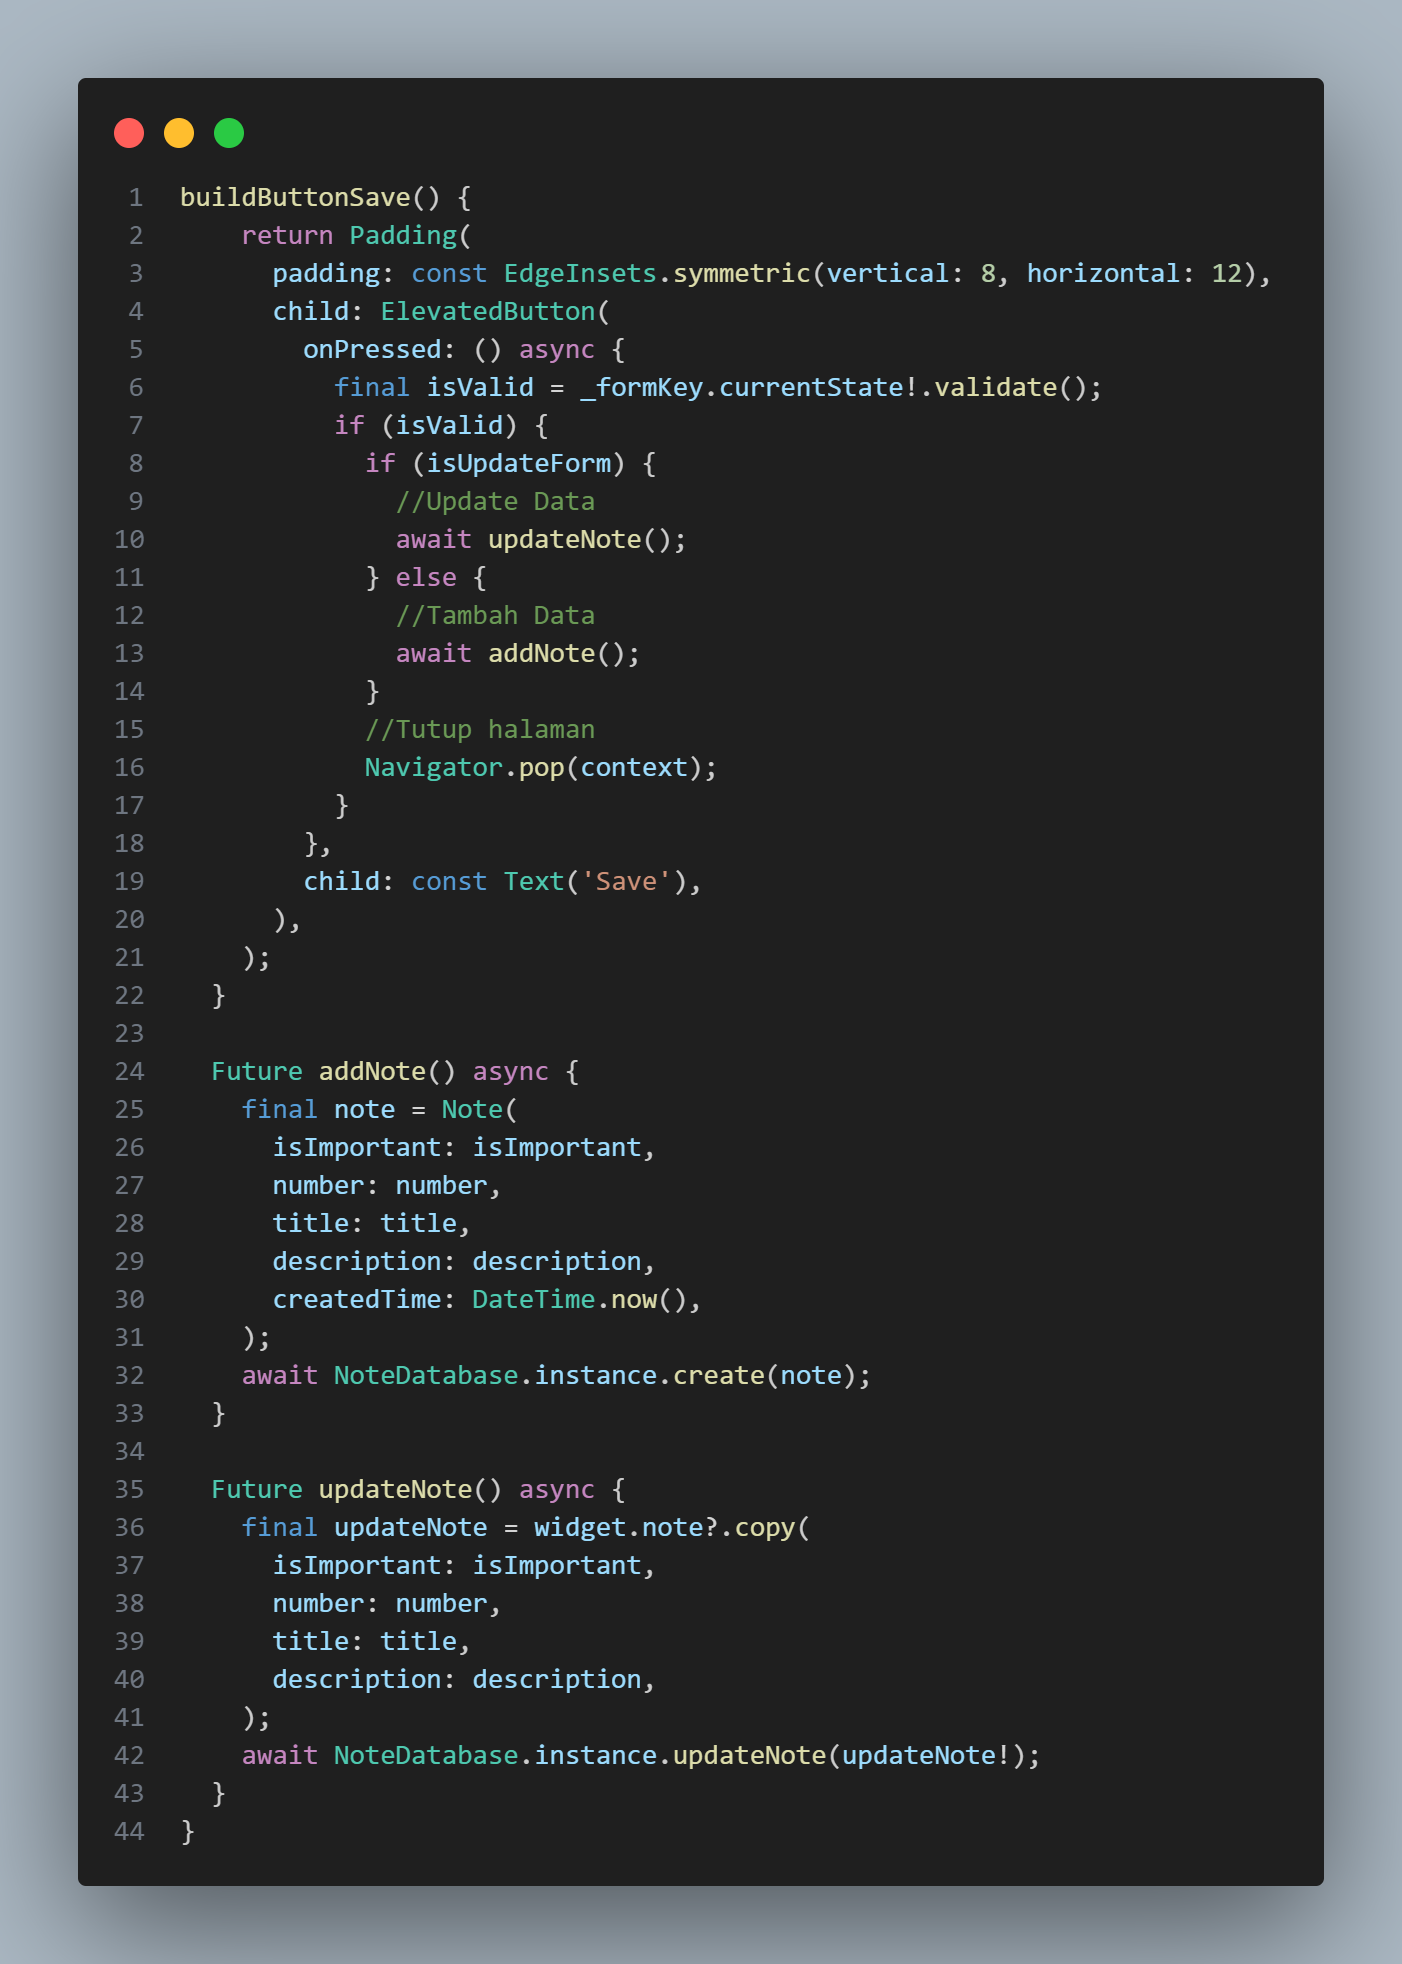 1 buildButtonSave() {
2 return Padding(
3 padding: const EdgeInsets.symmetric(vertical: 8, horizontal: 12),
4 child: ElevatedButton(
5 onPressed: () async {
6 final isValid = _formKey.currentState!.validate();
7 if (isValid) {
8 if (isUpdateForm) {
9 //Update Data
10 await updateNote();
11 } else {
12 //Tambah Data
13 await addNote();
14 }
15 //Tutup halaman
16 Navigator.pop(context);
17 }
18 },
19 child: const Text('Save'),
20 ),
21 );
22 }
23
24 Future addNote() async {
25 final note = Note(
26 isImportant: isImportant,
27 number: number,
28 title: title,
29 description: description,
30 createdTime: DateTime.now(),
31 );
32 await NoteDatabase.instance.create(note);
33 }
34
35 Future updateNote() async {
36 final updateNote = widget.note?.copy(
37 isImportant: isImportant,
38 number: number,
39 title: title,
40 description: description,
41 );
42 await NoteDatabase.instance.updateNote(updateNote!);
43 }
44 }